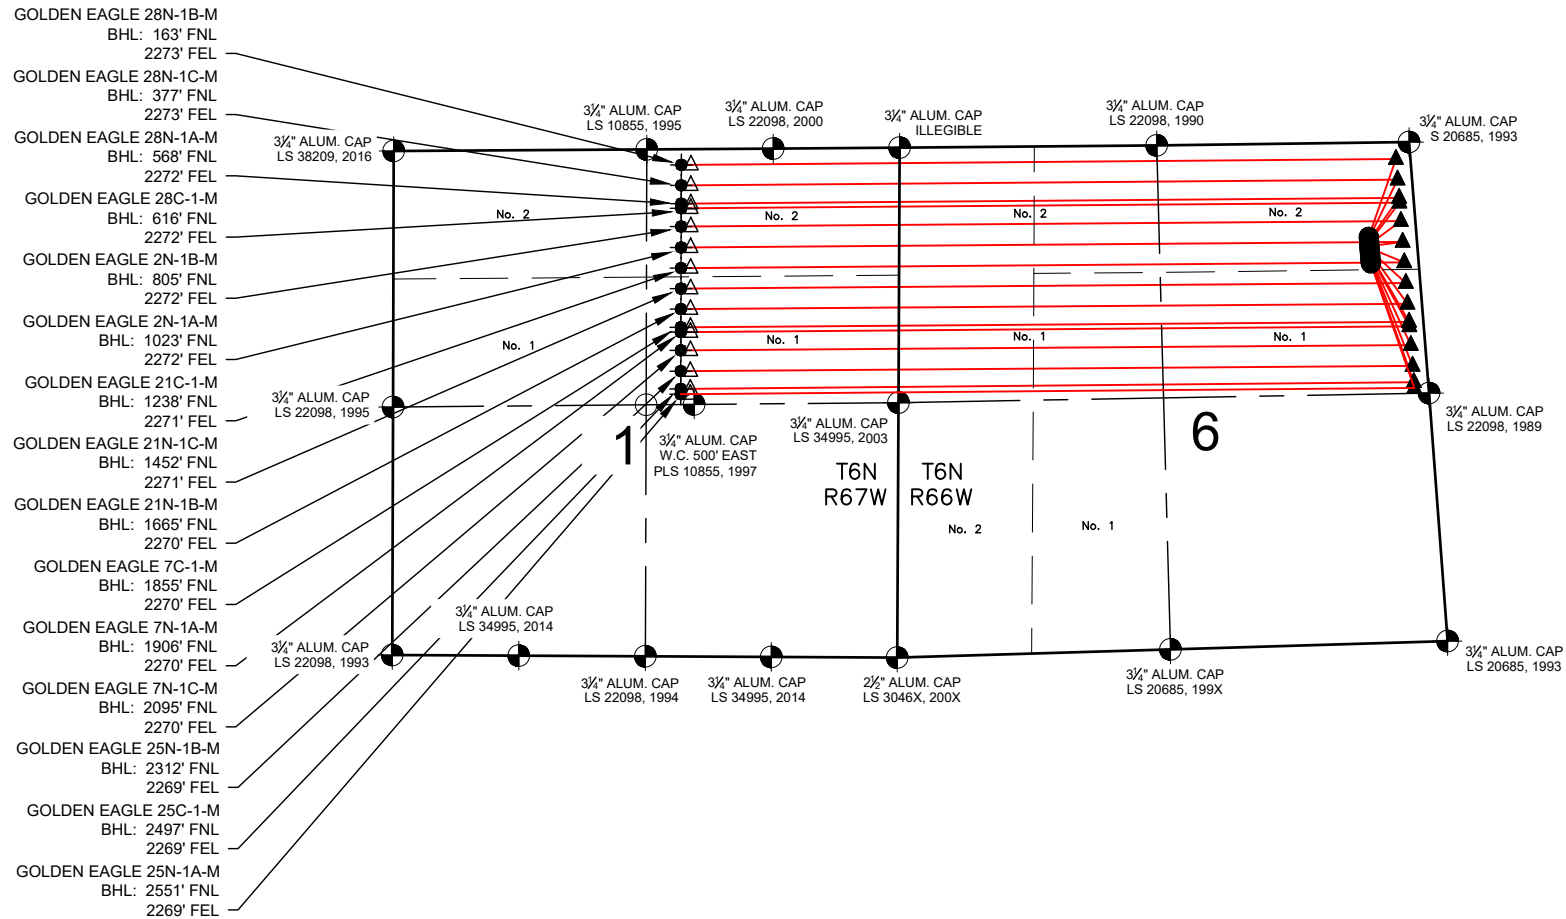 GOLDEN EAGLE 28N-1B-M
BHL: 163' FNL
2273' FEL
GOLDEN EAGLE 28N-1C-M
BHL: 377' FNL
2273' FEL
GOLDEN EAGLE 28N-1A-M
BHL: 568' FNL
2272' FEL
GOLDEN EAGLE 28C-1-M
BHL: 616' FNL
2272' FEL
GOLDEN EAGLE 2N-1B-M
BHL: 805' FNL
2272' FEL
GOLDEN EAGLE 2N-1A-M
BHL: 1023' FNL
2272' FEL
GOLDEN EAGLE 21C-1-M
BHL: 1238' FNL
2271' FEL
GOLDEN EAGLE 21N-1C-M
BHL: 1452' FNL
2271' FEL
GOLDEN EAGLE 21N-1B-M
BHL: 1665' FNL
2270' FEL
GOLDEN EAGLE 7C-1-M
BHL: 1855' FNL
2270' FEL
GOLDEN EAGLE 7N-1A-M
BHL: 1906' FNL
2270' FEL
GOLDEN EAGLE 7N-1C-M
BHL: 2095' FNL
2270' FEL
GOLDEN EAGLE 25N-1B-M
BHL: 2312' FNL
2269' FEL
GOLDEN EAGLE 25C-1-M
BHL: 2497' FNL
2269' FEL
GOLDEN EAGLE 25N-1A-M
BHL: 2551' FNL
2269' FEL
3¼" ALUM. CAP
LS 38209, 2016
3¼" ALUM. CAP
LS 10855, 1995
3¼" ALUM. CAP
LS 22098, 2000
3¼" ALUM. CAP
ILLEGIBLE
3¼" ALUM. CAP
LS 22098, 1990
3¼" ALUM. CAP
S 20685, 1993
No. 2
No. 2
No. 2
No. 2
No. 1
No. 1
No. 1
No. 1
3¼" ALUM. CAP
LS 22098, 1995
3¼" ALUM. CAP
W.C. 500' EAST
PLS 10855, 1997
3¼" ALUM. CAP
LS 34995, 2003
3¼" ALUM. CAP
LS 22098, 1989
1
6
T6N
R67W
T6N
R66W
No. 2
No. 1
3¼" ALUM. CAP
LS 22098, 1993
3¼" ALUM. CAP
LS 34995, 2014
3¼" ALUM. CAP
LS 22098, 1994
3¼" ALUM. CAP
LS 34995, 2014
2½" ALUM. CAP
LS 3046X, 200X
3¼" ALUM. CAP
LS 20685, 199X
3¼" ALUM. CAP
LS 20685, 1993